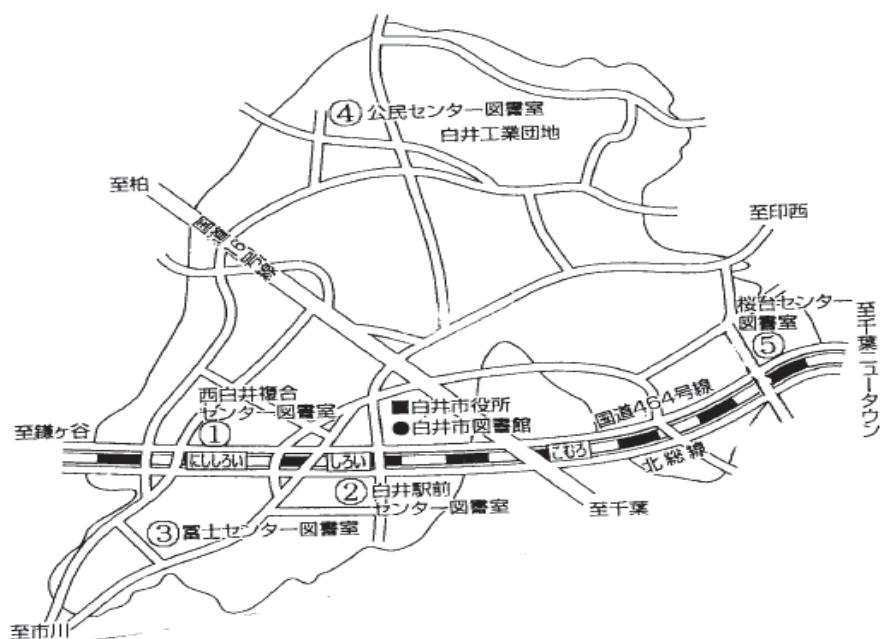 ④ 公民センター図書室
白井工業団地
至柏
国道16号線
至印西
桜台センター
図書室
⑤
至千葉ニュータウン
西白井複合
センター図書室
①
■白井市役所
●白井市図書館
国道464号線
至鎌ヶ谷
にししろい
しろい
こむろ
北総線
② 白井駅前
センター図書室
至千葉
③ 冨士センター図書室
至市川